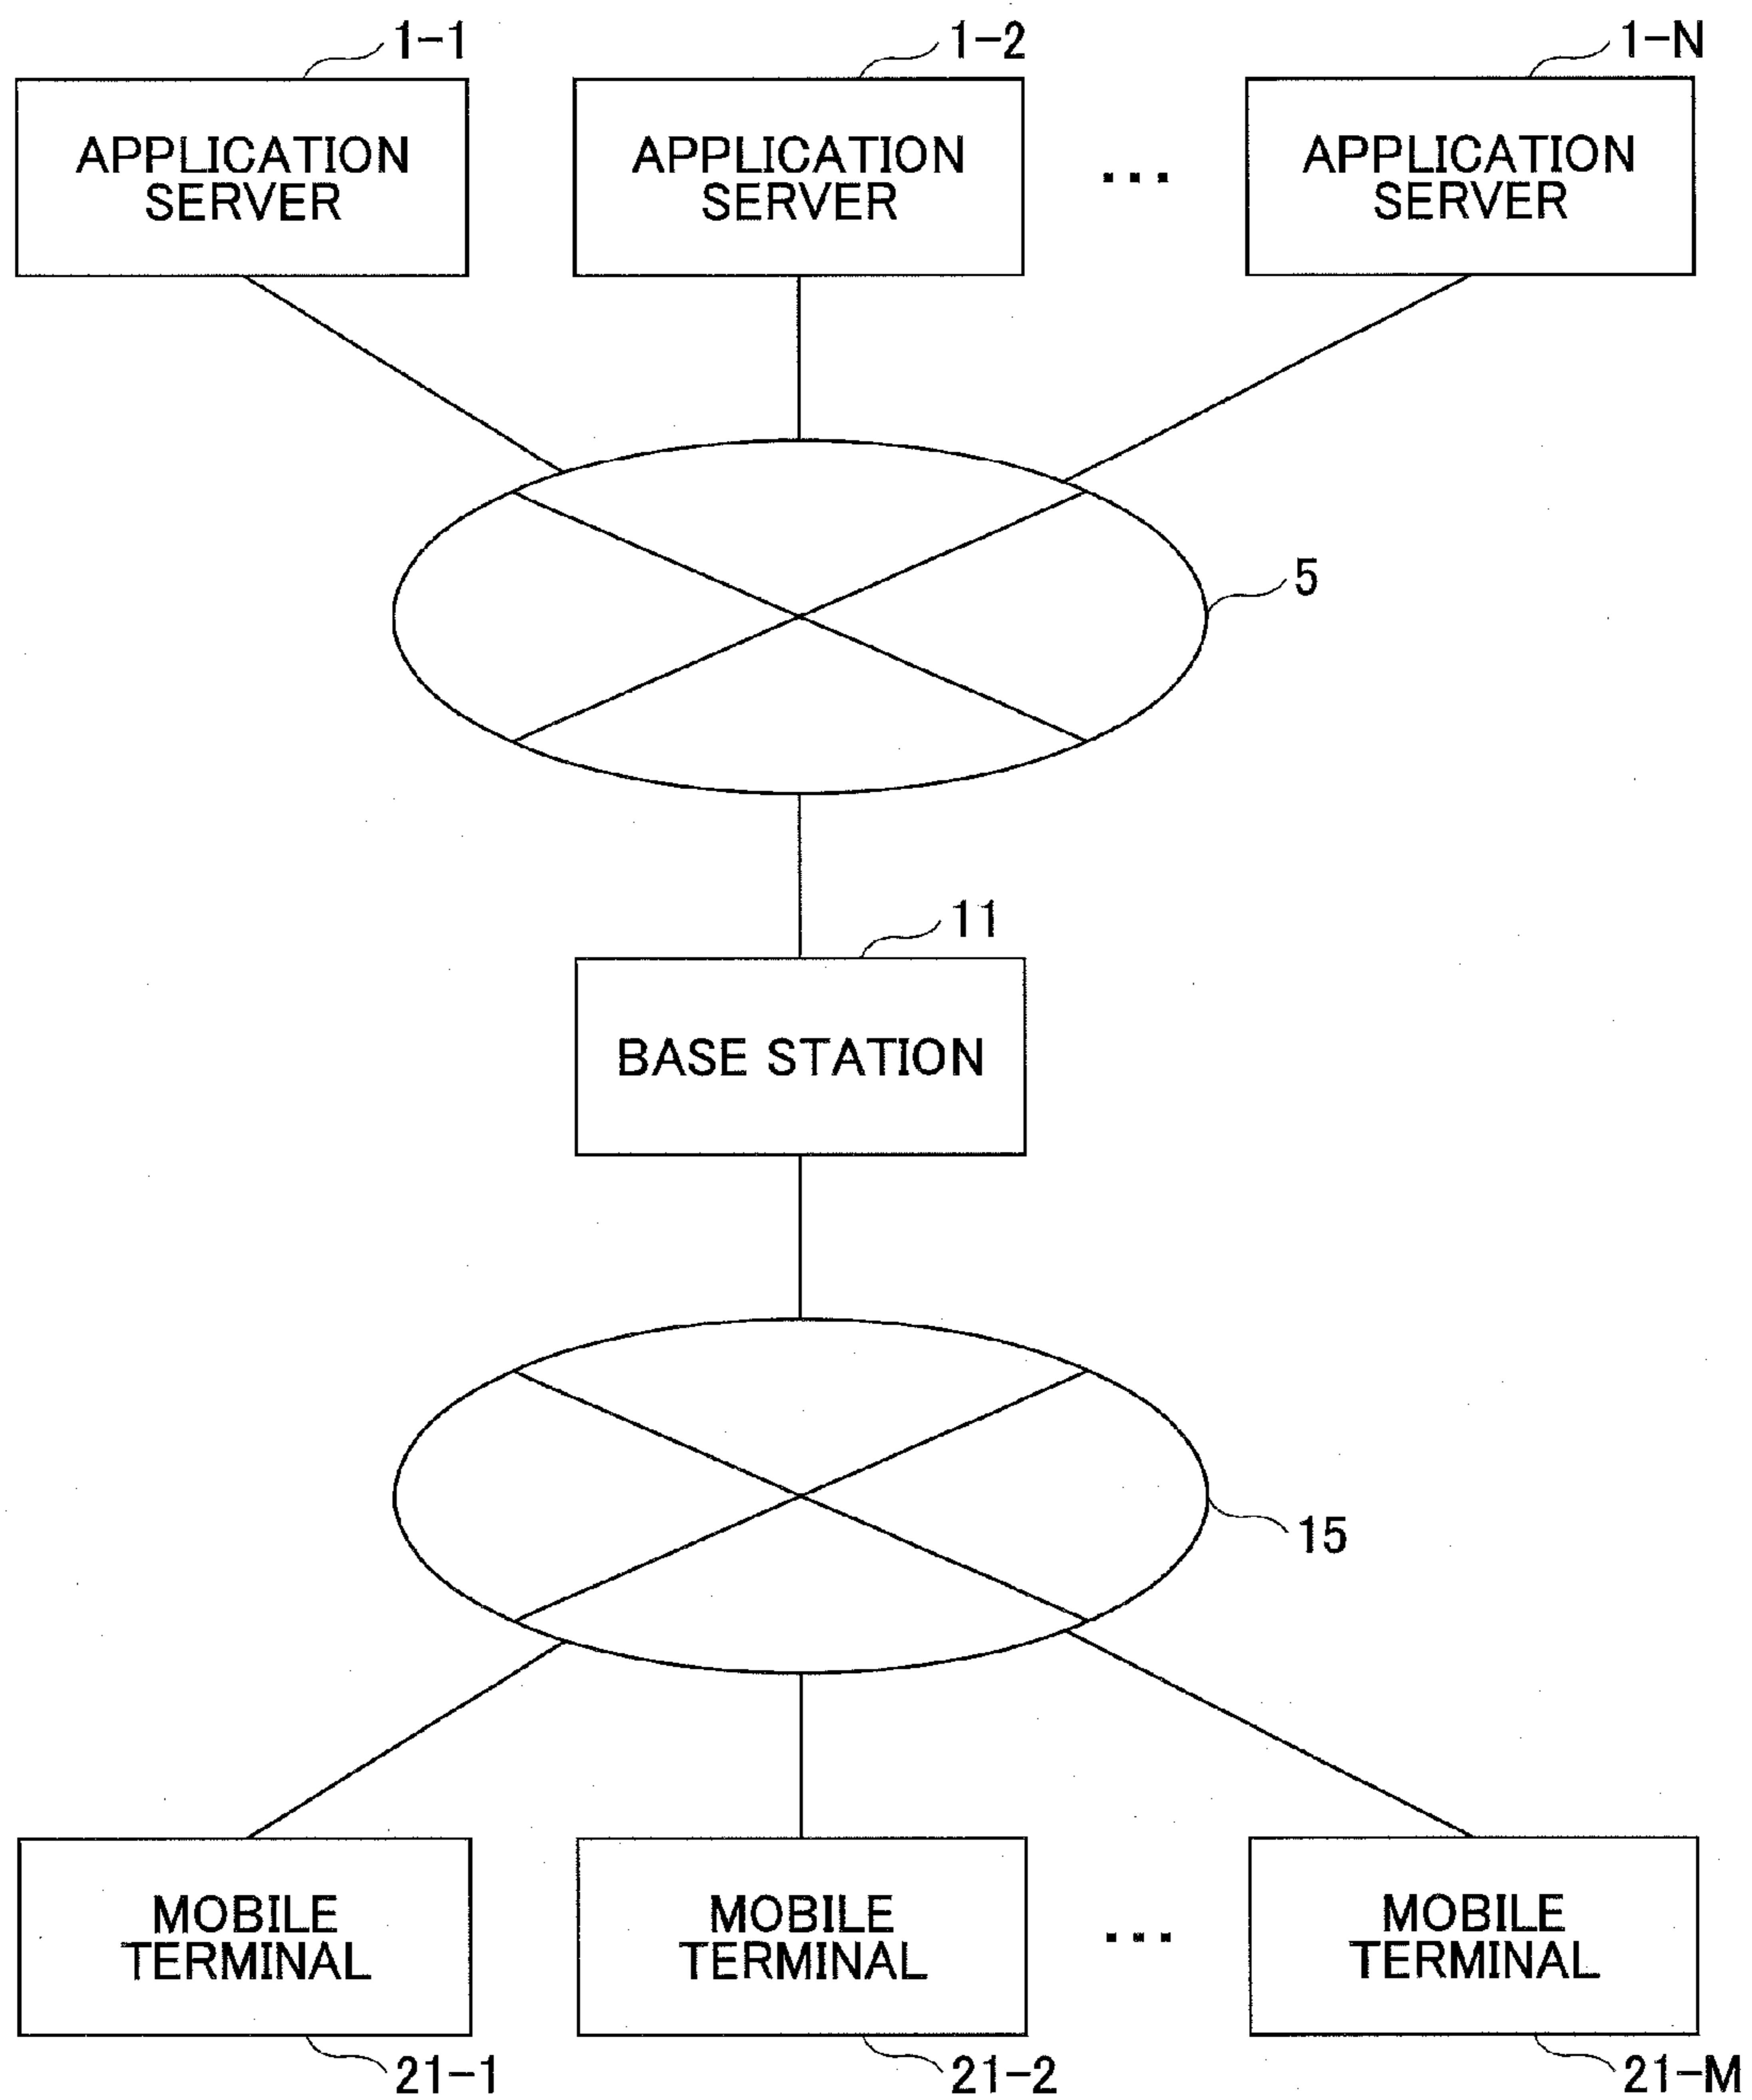 1-1
1-2
1-N
APPLICATION
SERVER
APPLICATION
SERVER
...
APPLICATION
SERVER
5
11
BASE STATION
15
MOBILE
TERMINAL
MOBILE
TERMINAL
...
MOBILE
TERMINAL
21-1
21-2
21-M